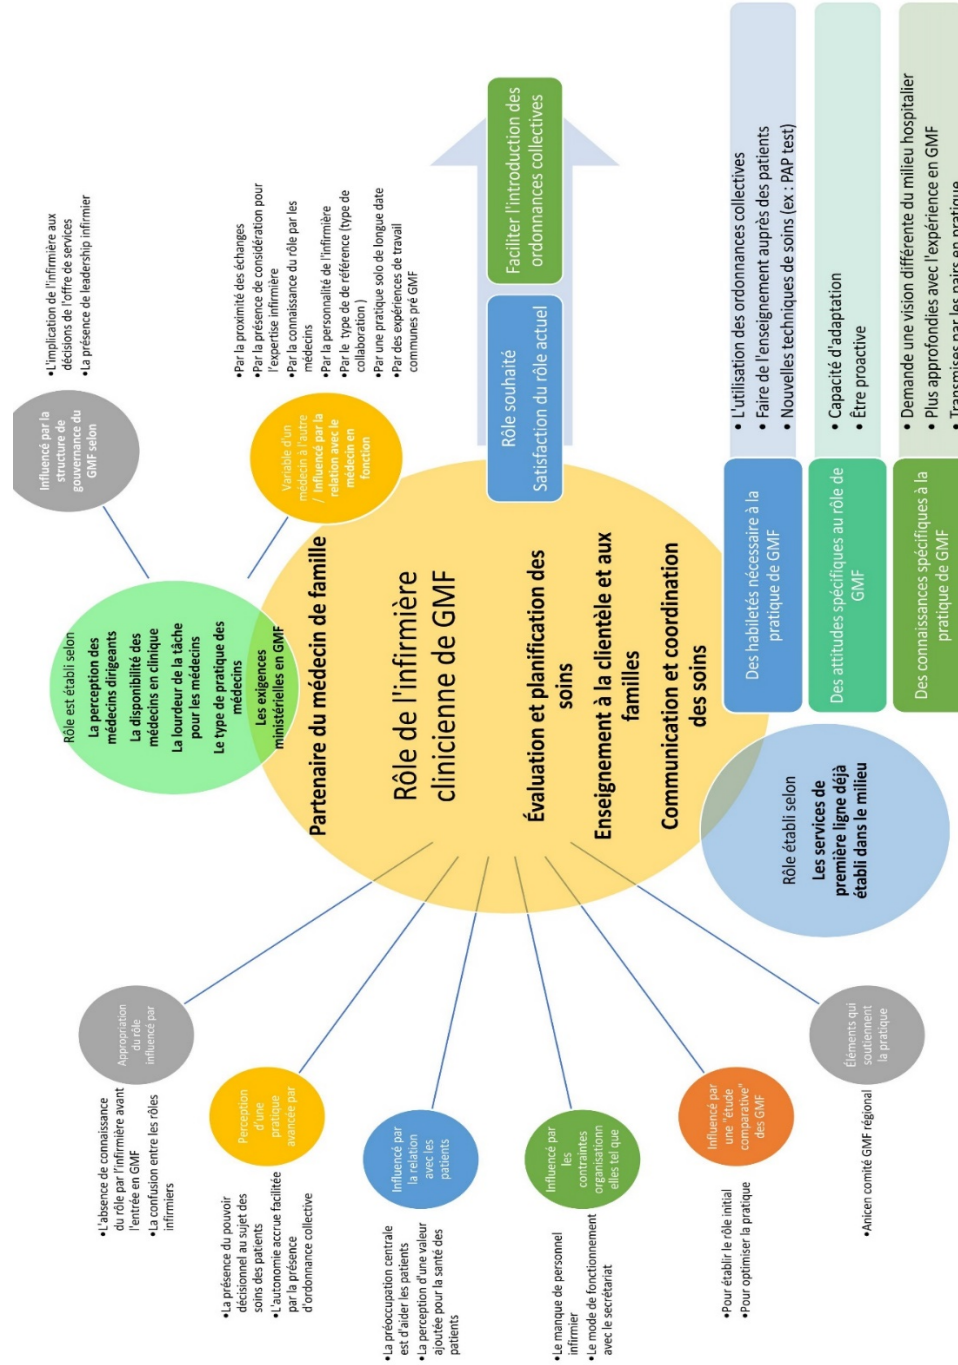 •L'absence de connaissance
du rôle par l'infirmière avant
l'entrée en GMF
•La confusion entre les rôles
infirmiers
Appropriation
du rôle
influencé par
•La présence du pouvoir
décisionnel au sujet des
soins des patients
•L'autonomie accrue facilitée
par la présence
d'ordonnance collective
Perception
d'une
pratique
avancée par
•La préoccupation centrale
est d'aider les patients
•La perception d'une valeur
ajoutée pour la santé des
patients
Influencé par
la relation
avec les
patients
•Le manque de personnel
infirmier
•Le mode de fonctionnement
avec le secrétariat
Influencé par
les
contraintes
organisationn
elles tel que
•Pour établir le rôle initial
•Pour optimiser la pratique
Influencé par
une "étude
comparative"
des GMF
•Anicen comité GMF régional
Éléments qui
soutiennent
la pratique
Rôle est établi selon
La perception des
médecins dirigeants
La disponibilité des
médecins en clinique
La lourdeur de la tâche
pour les médecins
Le type de pratique des
médecins
Les exigences
ministérielles en GMF
Partenaire du médecin de famille
Rôle de l'infirmière
clinicienne de GMF
Évaluation et planification des
soins
Enseignement à la clientèle et aux
familles
Communication et coordination
des soins
Rôle établi selon
Les services de
première ligne déjà
établi dans le milieu
Influencé par la
structure de
gouvernance du
GMF selon
•L'implication de l'infirmière aux
décisions de l'offre de services
•La présence de leadership infirmier
Variable d'un
médecin à l'autre
/ Influencé par la
relation avec le
médecin en
fonction
•Par la proximité des échanges
•Par la présence de considération pour
l'expertise infirmière
•Par la connaissance du rôle par les
médecins
•Par la personnalité de l'infirmière
•Par le type de de référence (type de
collaboration )
•Par une pratique solo de longue date
•Par des expériences de travail
communes pré GMF
Rôle souhaité
Satisfaction du rôle actuel
Faciliter l'introduction des
ordonnances collectives
Des habiletés nécessaire à la
pratique de GMF
• L'utilisation des ordonnances collectives
• Faire de l'enseignement auprès des patients
• Nouvelles techniques de soins (ex : PAP test)
Des attitudes spécifiques au rôle de
GMF
• Capacité d'adaptation
• Être proactive
Des connaissances spécifiques à la
pratique de GMF
• Demande une vision différente du milieu hospitalier
• Plus approfondies avec l'expérience en GMF
• Transmises par les pairs en pratique